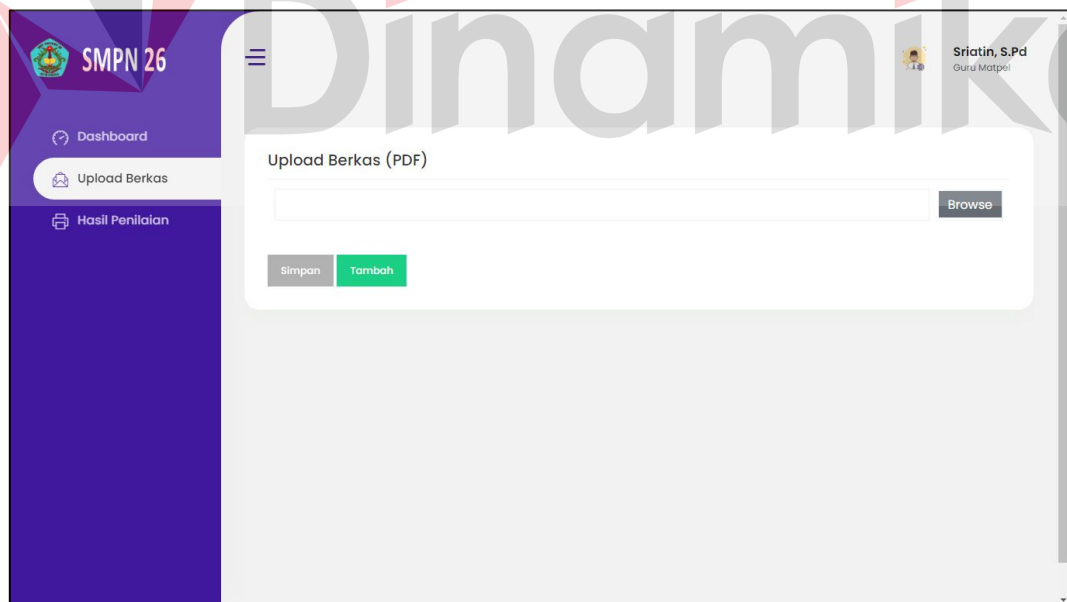 Dinamika
SMPN 26
Sriatin, S.Pd
Guru Matpel
Dashboard
Upload Berkas
Hasil Penilaian
Upload Berkas (PDF)
Browse
Simpan
Tambah